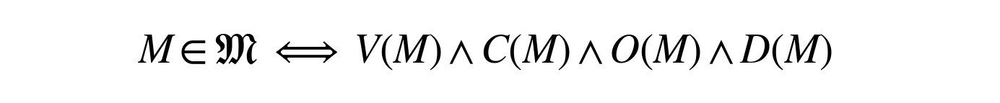 M ∈ 𝔐 ⟺ V(M) ∧ C(M) ∧ O(M) ∧ D(M)